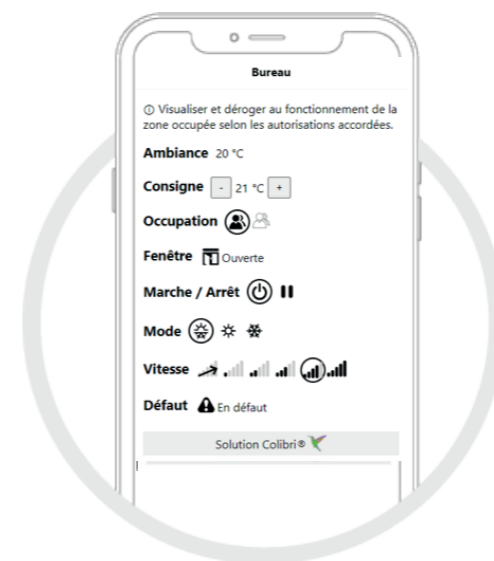 Bureau
ⓘ Visualiser et déroger au fonctionnement de la
zone occupée selon les autorisations accordées.
Ambiance 20 °C
Consigne - 21 °C +
Occupation
Fenêtre Ouverte
Marche / Arrêt
Mode
Vitesse
Défaut En défaut
Solution Colibri®